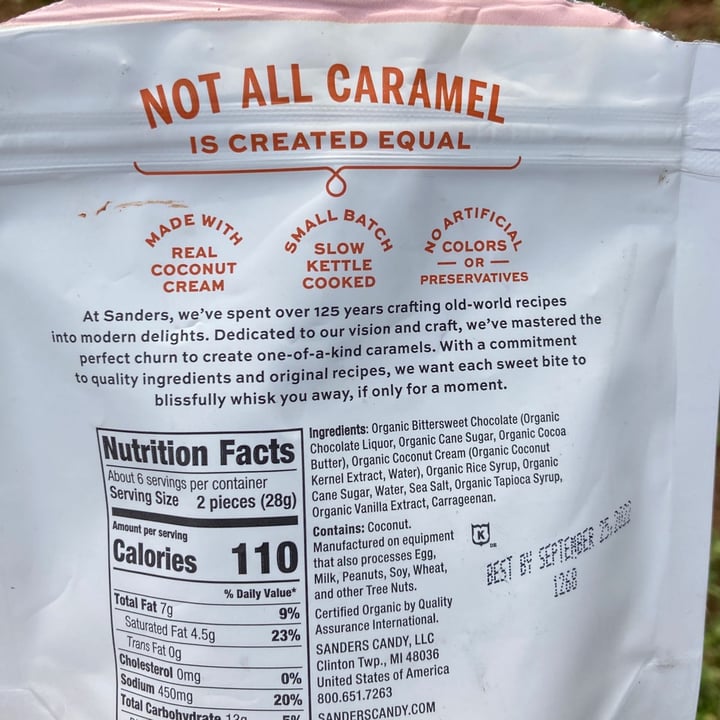 NOT ALL CARAMEL
IS CREATED EQUAL
MADE WITH
REAL
COCONUT
CREAM
SMALL BATCH
SLOW
KETTLE
COOKED
NO ARTIFICIAL
COLORS
OR
PRESERVATIVES
At Sanders, we've spent over 125 years crafting old-world recipes
into modern delights. Dedicated to our vision and craft, we've mastered the
perfect churn to create one-of-a-kind caramels. With a commitment
to quality ingredients and original recipes, we want each sweet bite to
blissfully whisk you away, if only for a moment.
Nutrition Facts
About 6 servings per container
Serving Size 2 pieces (28g)
Amount per serving
Calories 110
% Daily Value*
Total Fat 7g 9%
Saturated Fat 4.5g 23%
Trans Fat 0g
Cholesterol 0mg 0%
Sodium 450mg 20%
Total Carbohydrate 12g 5%
Ingredients: Organic Bittersweet Chocolate (Organic
Chocolate Liquor, Organic Cane Sugar, Organic Cocoa
Butter), Organic Coconut Cream (Organic Coconut
Kernel Extract, Water), Organic Rice Syrup, Organic
Cane Sugar, Water, Sea Salt, Organic Tapioca Syrup,
Organic Vanilla Extract, Carrageenan.
Contains: Coconut.
Manufactured on equipment
that also processes Egg,
Milk, Peanuts, Soy, Wheat,
and other Tree Nuts.
Certified Organic by Quality
Assurance International.
SANDERS CANDY, LLC
Clinton Twp., MI 48036
United States of America
800.651.7263
SANDERSCANDY.COM
K
BEST BY SEPTEMBER 25, 2022
1268